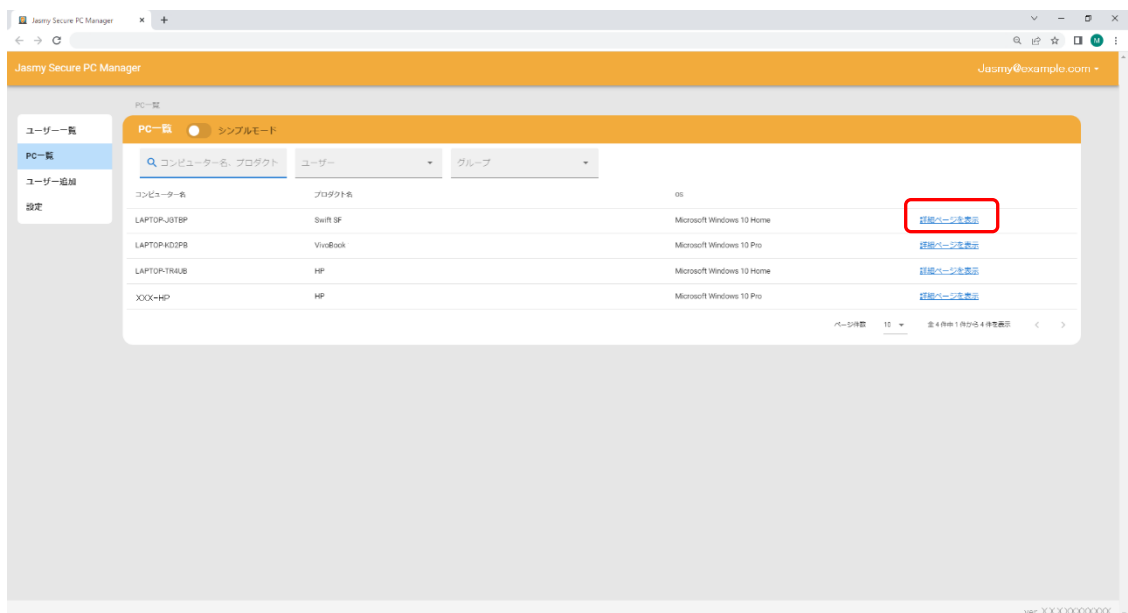 Jasmy Secure PC Manager
Jasmy Secure PC Manager
Jasmy@example.com
PC一覧
ユーザー一覧
PC一覧
ユーザー追加
設定
PC一覧 シンプルモード
コンピューター名、プロダクト ユーザー グループ
コンピューター名 プロダクト名 OS
LAPTOP-JGTBP Swift SF Microsoft Windows 10 Home 詳細ページを表示
LAPTOP-KD2PB VivoBook Microsoft Windows 10 Pro 詳細ページを表示
LAPTOP-TR4UB HP Microsoft Windows 10 Home 詳細ページを表示
XXX-HP HP Microsoft Windows 10 Pro 詳細ページを表示
ページ件数 10 全 4 件中 1 件から 4 件を表示